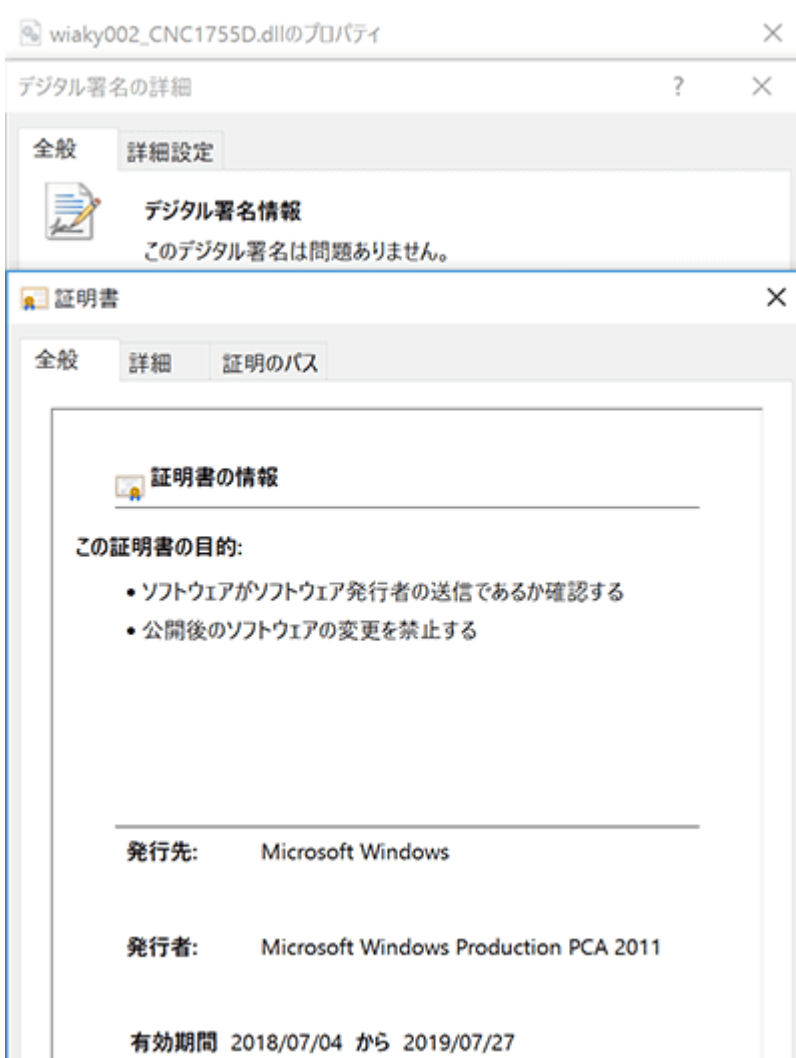 wiaky002_CNC1755D.dllのプロパティ
デジタル署名の詳細
?
全般 詳細設定
デジタル署名情報
このデジタル署名は問題ありません。
証明書
全般 詳細 証明のパス
証明書の情報
この証明書の目的:
• ソフトウェアがソフトウェア発行者の送信であるか確認する
• 公開後のソフトウェアの変更を禁止する
発行先: Microsoft Windows
発行者: Microsoft Windows Production PCA 2011
有効期間 2018/07/04 から 2019/07/27